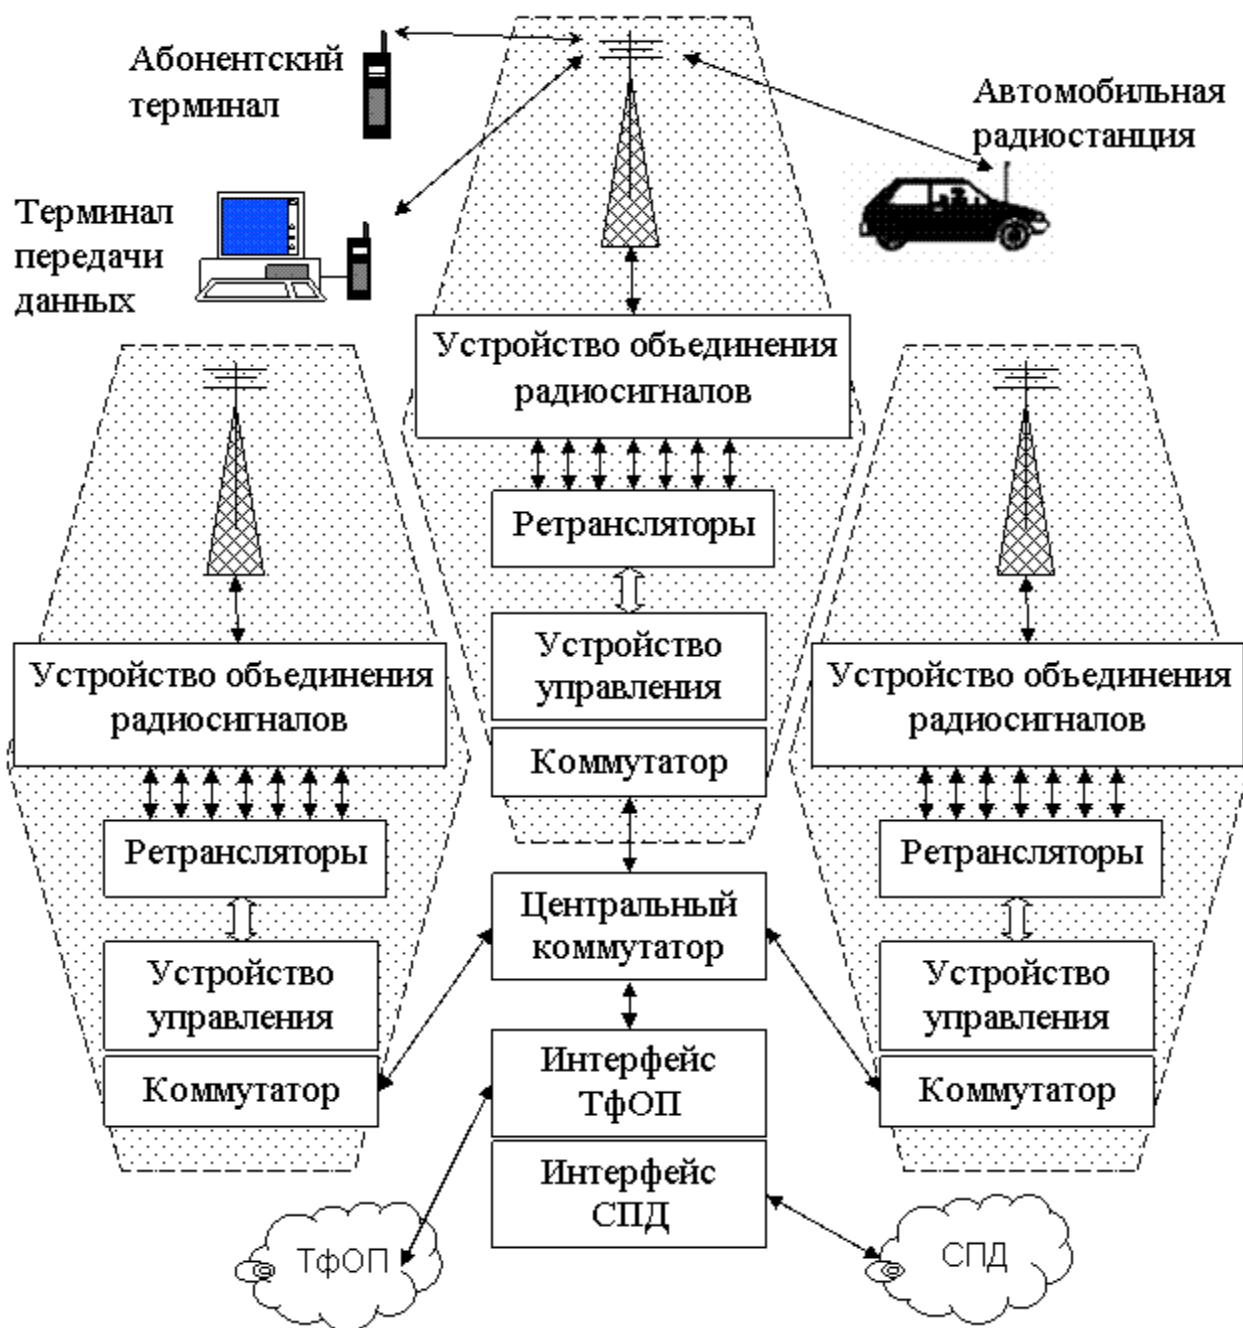 Абонентский
терминал
Автомобильная
радиостанция
Терминал
передачи
данных
Устройство объединения
радиосигналов
Ретрансляторы
Устройство
управления
Коммутатор
Устройство объединения
радиосигналов
Ретрансляторы
Устройство
управления
Коммутатор
Устройство объединения
радиосигналов
Ретрансляторы
Устройство
управления
Коммутатор
Центральный
коммутатор
Интерфейс
ТфОП
Интерфейс
СПД
ТфОП
СПД